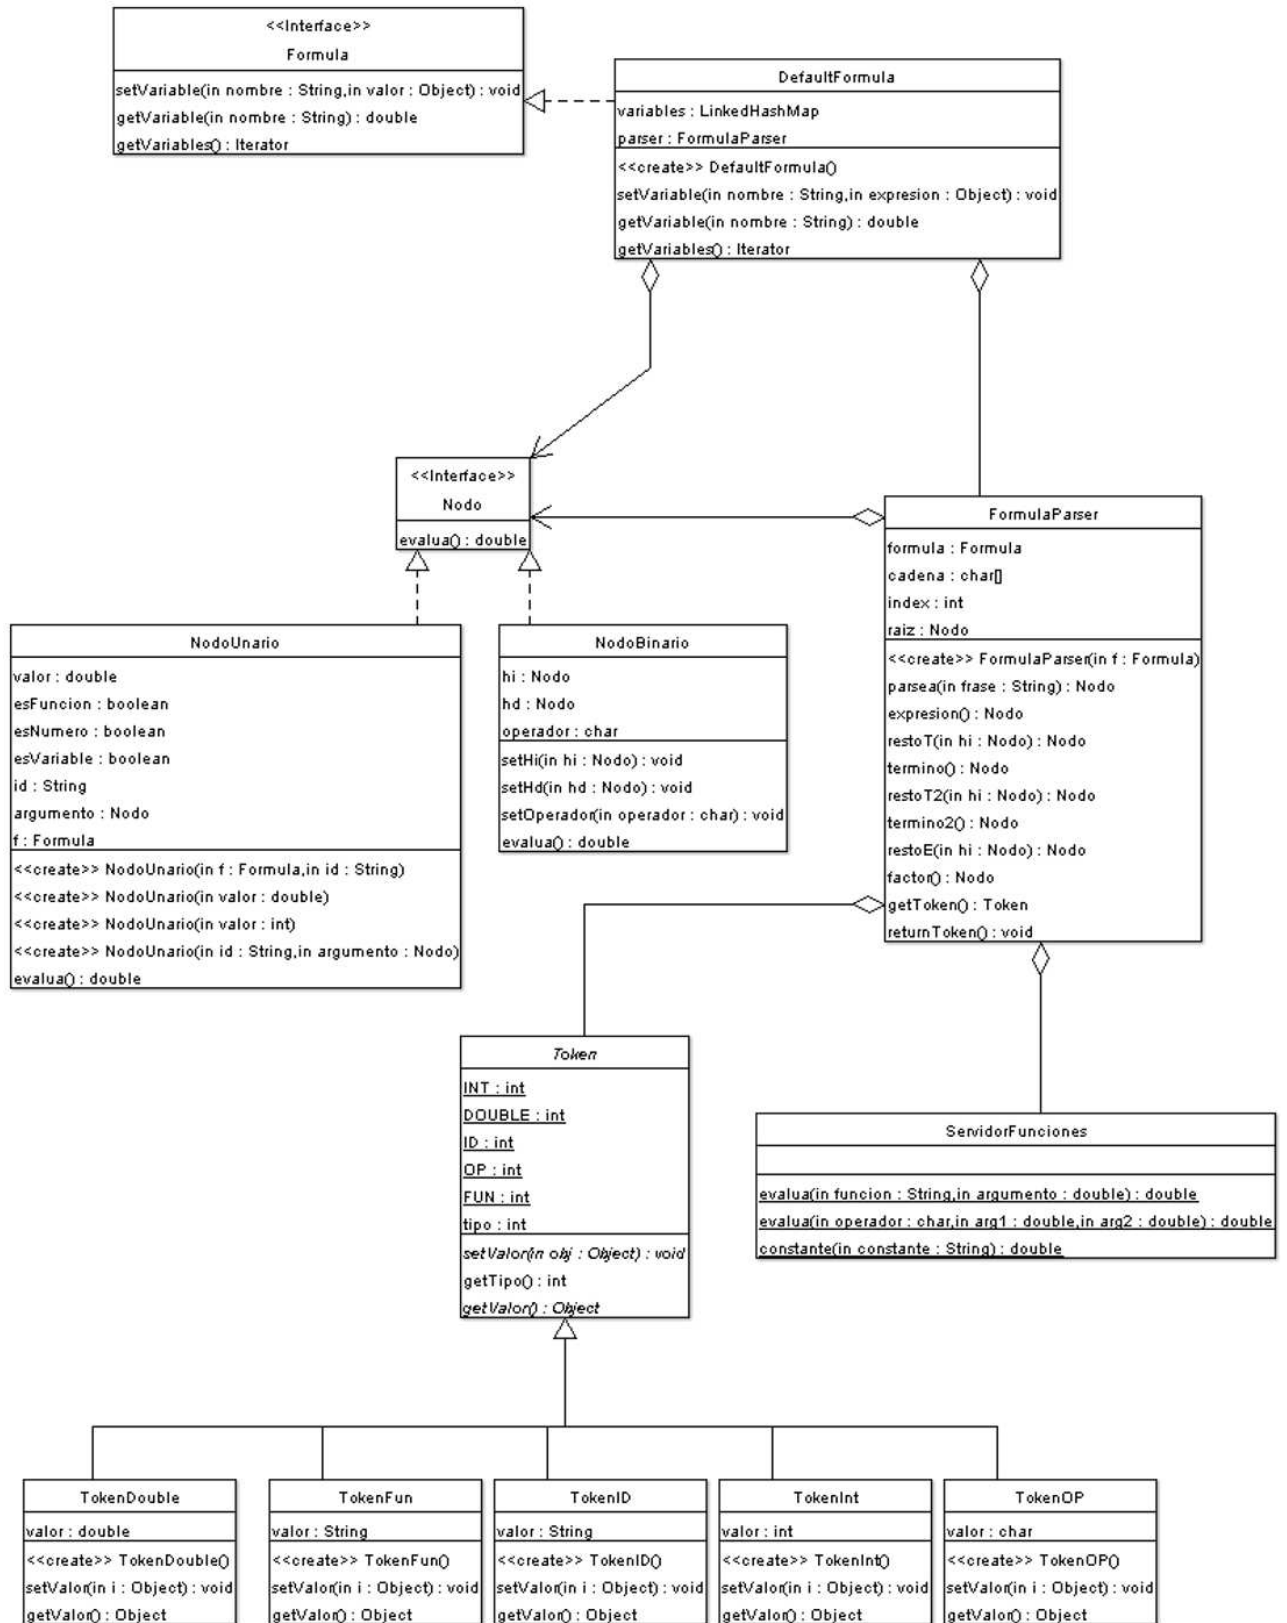 <<Interface>>
Formula
setVariable(in nombre : String,in valor : Object) : void
getVariable(in nombre : String) : double
getVariables() : Iterator
DefaultFormula
variables : LinkedHashMap
parser : FormulaParser
<<create>> DefaultFormula()
setVariable(in nombre : String,in expresion : Object) : void
getVariable(in nombre : String) : double
getVariables() : Iterator
<<Interface>>
Nodo
evalua() : double
FormulaParser
formula : Formula
cadena : char[]
index : int
raiz : Nodo
<<create>> FormulaParser(in f : Formula)
parsea(in frase : String) : Nodo
expresion() : Nodo
restoT(in hi : Nodo) : Nodo
termino() : Nodo
restoT2(in hi : Nodo) : Nodo
termino2() : Nodo
restoE(in hi : Nodo) : Nodo
factor() : Nodo
getToken() : Token
returnToken() : void
NodoUnario
valor : double
esFuncion : boolean
esNumero : boolean
esVariable : boolean
id : String
argumento : Nodo
f : Formula
<<create>> NodoUnario(in f : Formula,in id : String)
<<create>> NodoUnario(in valor : double)
<<create>> NodoUnario(in valor : int)
<<create>> NodoUnario(in id : String,in argumento : Nodo)
evalua() : double
NodoBinario
hi : Nodo
hd : Nodo
operador : char
setHi(in hi : Nodo) : void
setHd(in hd : Nodo) : void
setOperador(in operador : char) : void
evalua() : double
Token
INT : int
DOUBLE : int
ID : int
OP : int
FUN : int
tipo : int
setValor(in obj : Object) : void
getTipo() : int
getValor() : Object
ServidorFunciones
evalua(in funcion : String,in argumento : double) : double
evalua(in operador : char,in arg1 : double,in arg2 : double) : double
constante(in constante : String) : double
TokenDouble
valor : double
<<create>> TokenDouble()
setValor(in i : Object) : void
getValor() : Object
TokenFun
valor : String
<<create>> TokenFun()
setValor(in i : Object) : void
getValor() : Object
TokenID
valor : String
<<create>> TokenID()
setValor(in i : Object) : void
getValor() : Object
TokenInt
valor : int
<<create>> TokenInt()
setValor(in i : Object) : void
getValor() : Object
TokenOP
valor : char
<<create>> TokenOP()
setValor(in i : Object) : void
getValor() : Object